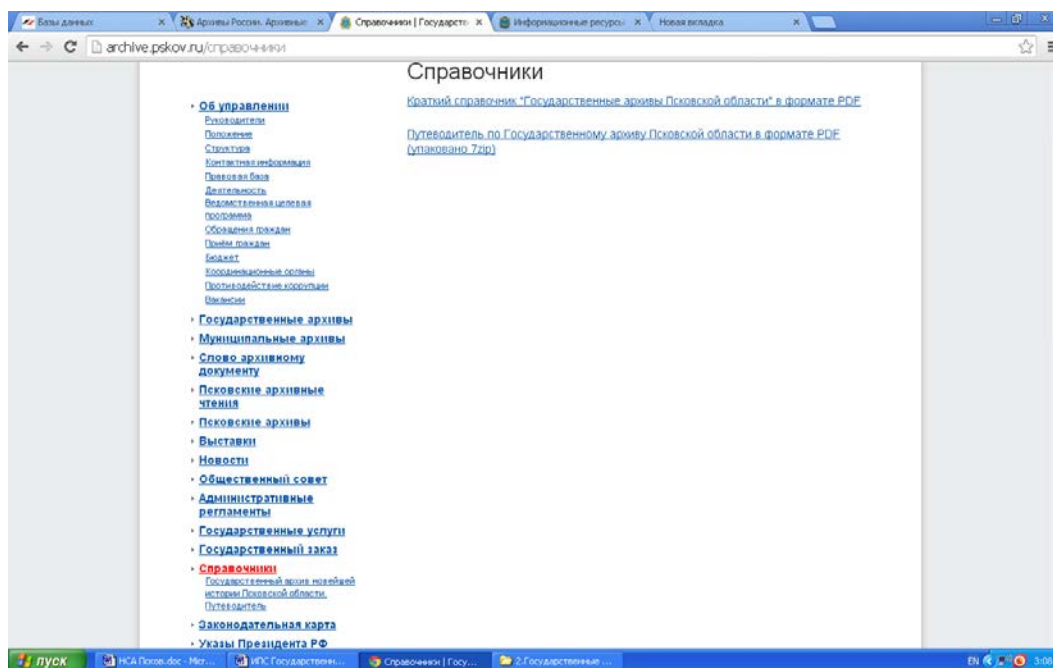 Базы данных
Архивы России. Архивные
Справочники | Государств
Информационные ресурсы
Новая вкладка
archive.pskov.ru/справочники
Справочники
Краткий справочник "Государственные архивы Псковской области" в формате PDF
Путеводитель по Государственному архиву Псковской области в формате PDF
(упаковано 7zip)
Об управлении
Руководители
Положение
Структура
Контактная информация
Правовая база
Деятельность
Ведомственная целевая
программа
Обращения граждан
Приём граждан
Бюджет
Координационные органы
Противодействие коррупции
Вакансии
Государственные архивы
Муниципальные архивы
Слово архивному
документу
Псковские архивные
чтения
Псковские архивы
Выставки
Новости
Общественный совет
Административные
регламенты
Государственные услуги
Государственный заказ
Справочники
Государственный архив новейшей
истории Псковской области.
Путеводитель
Законодательная карта
Указы Президента РФ
пуск
НСА Псков.doc - Micr...
ИПС Государственн...
Справочники | Госу...
2.Государственные ...
EN
3:06